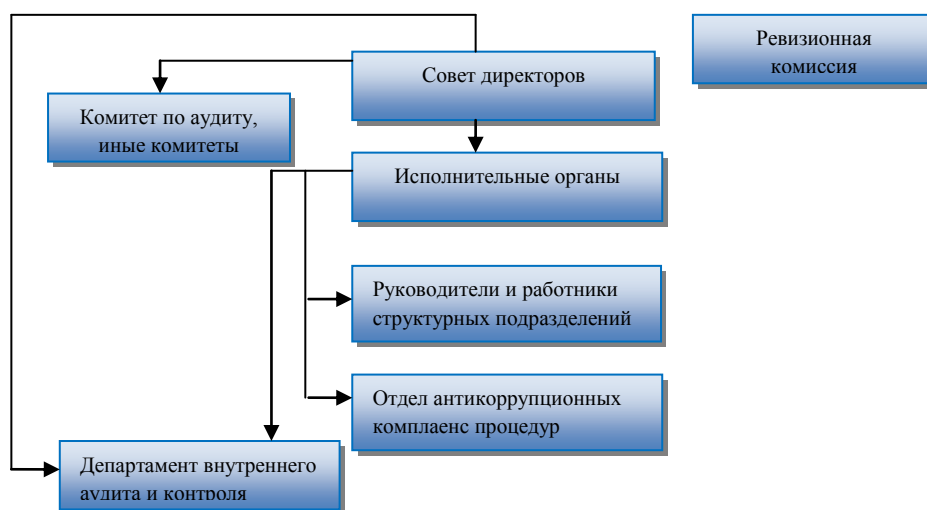 Ревизионная
комиссия
Совет директоров
Комитет по аудиту,
иные комитеты
Исполнительные органы
Руководители и работники
структурных подразделений
Отдел антикоррупционных
комплаенс процедур
Департамент внутреннего
аудита и контроля